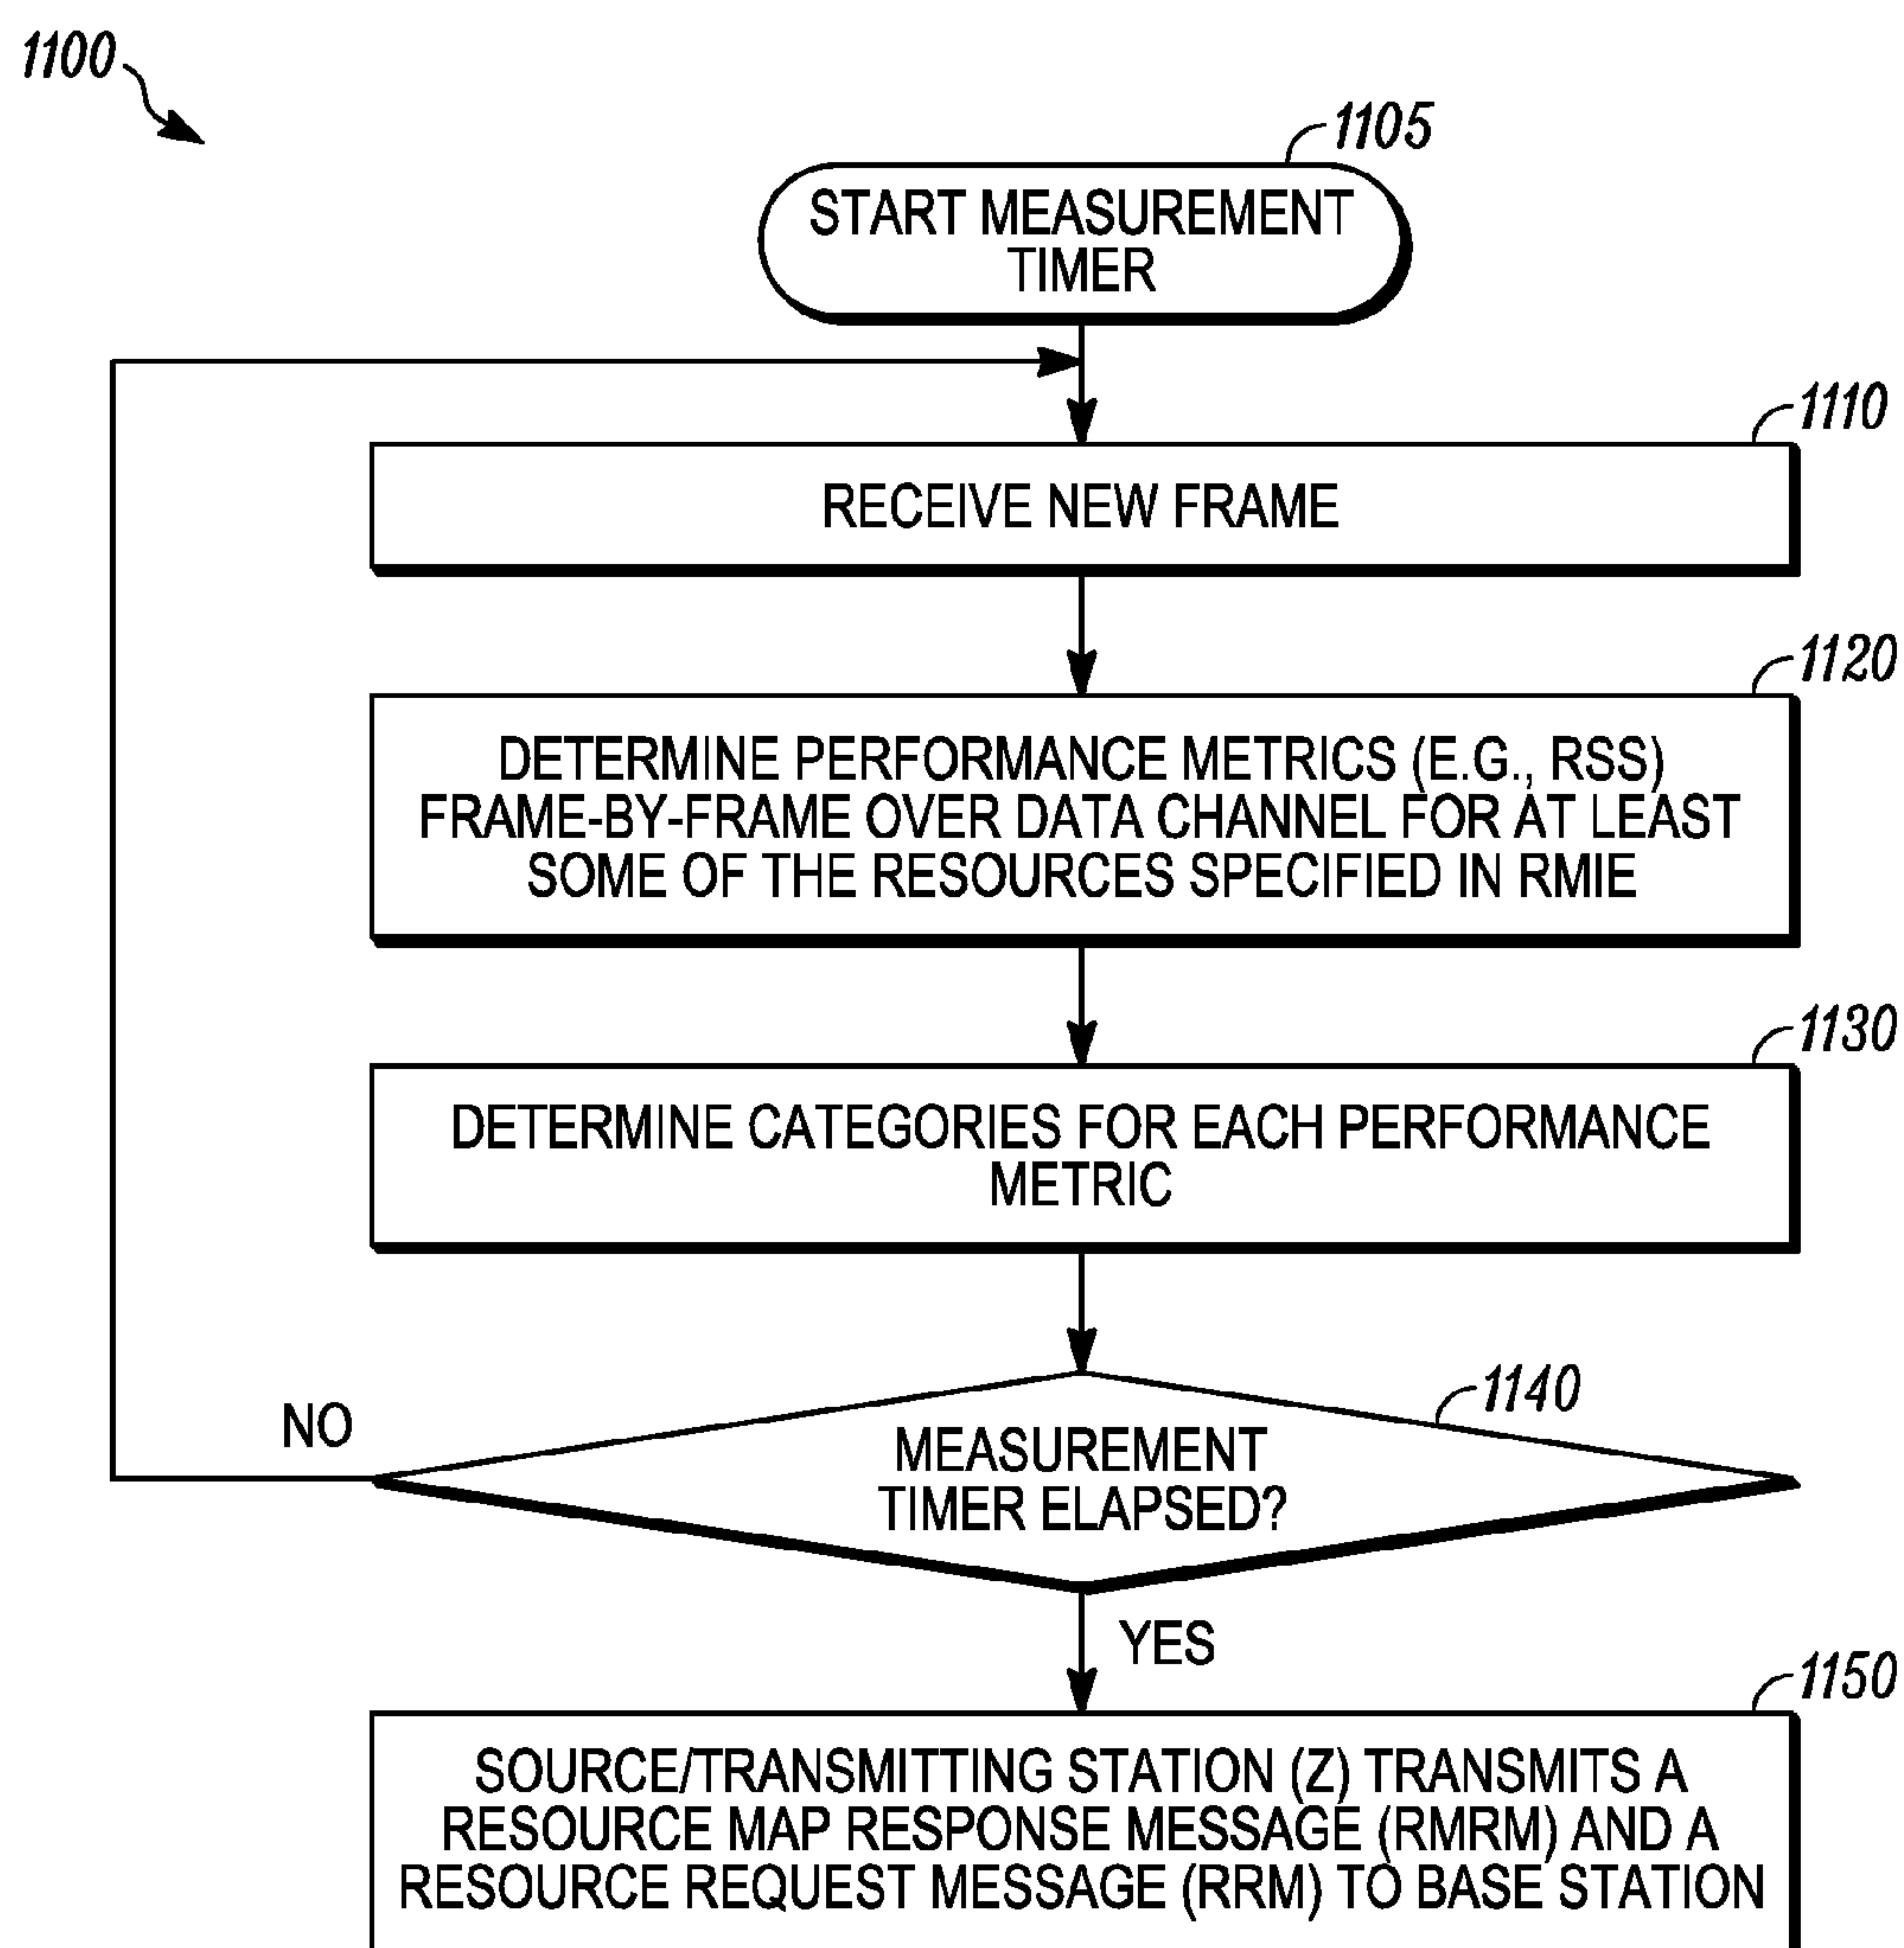 1100
1105
START MEASUREMENT
TIMER
1110
RECEIVE NEW FRAME
1120
DETERMINE PERFORMANCE METRICS (E.G., RSS)
FRAME-BY-FRAME OVER DATA CHANNEL FOR AT LEAST
SOME OF THE RESOURCES SPECIFIED IN RMIE
1130
DETERMINE CATEGORIES FOR EACH PERFORMANCE
METRIC
1140
NO
MEASUREMENT
TIMER ELAPSED?
YES
1150
SOURCE/TRANSMITTING STATION (Z) TRANSMITS A
RESOURCE MAP RESPONSE MESSAGE (RMRM) AND A
RESOURCE REQUEST MESSAGE (RRM) TO BASE STATION